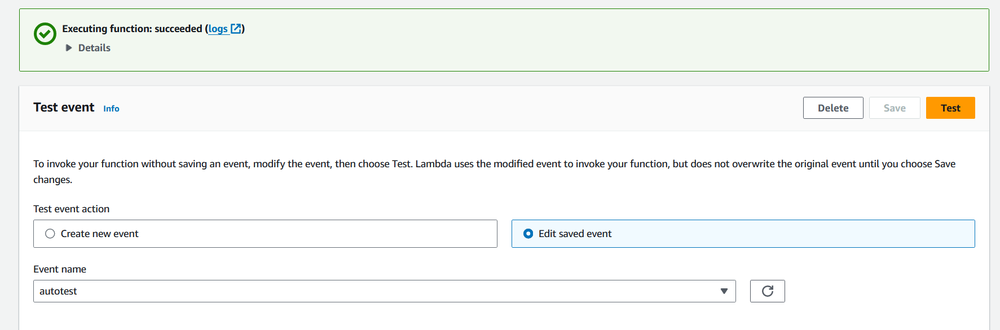 Executing function: succeeded (logs)
Details
Test event Info
Delete Save Test
To invoke your function without saving an event, modify the event, then choose Test. Lambda uses the modified event to invoke your function, but does not overwrite the original event until you choose Save
changes.
Test event action
Create new event Edit saved event
Event name
autotest